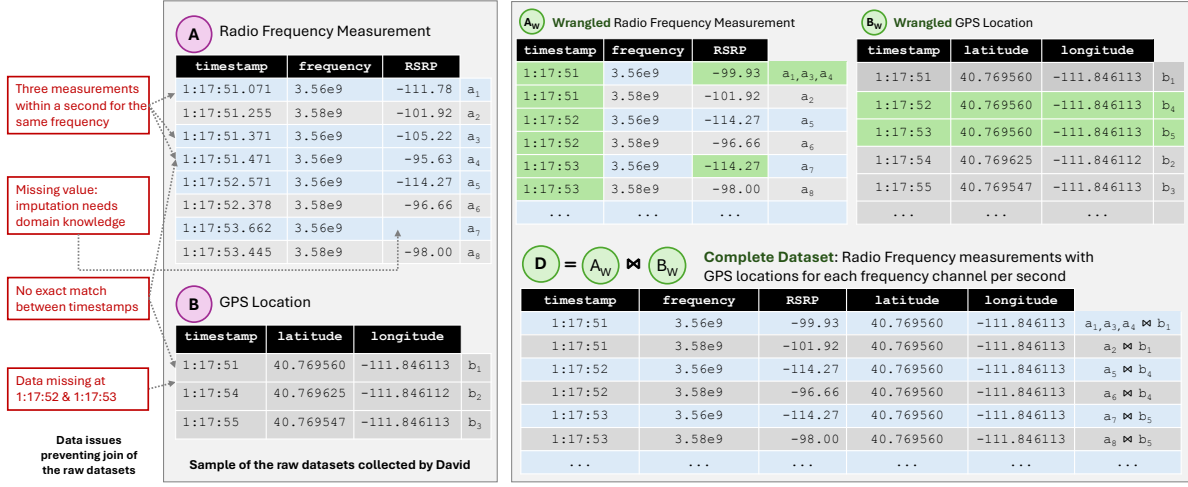 Three measurements
within a second for the
same frequency
Missing value:
imputation needs
domain knowledge
No exact match
between timestamps
Data missing at
1:17:52 & 1:17:53
Data issues
preventing join of
the raw datasets
A Radio Frequency Measurement
timestamp frequency RSRP
1:17:51.071 3.56e9 -111.78 a1
1:17:51.255 3.58e9 -101.92 a2
1:17:51.371 3.56e9 -105.22 a3
1:17:51.471 3.56e9 -95.63 a4
1:17:52.571 3.56e9 -114.27 a5
1:17:52.378 3.58e9 -96.66 a6
1:17:53.662 3.56e9 a7
1:17:53.445 3.58e9 -98.00 a8
B GPS Location
timestamp latitude longitude
1:17:51 40.769560 -111.846113 b1
1:17:54 40.769625 -111.846112 b2
1:17:55 40.769547 -111.846113 b3
Sample of the raw datasets collected by David
AW Wrangled Radio Frequency Measurement
timestamp frequency RSRP
1:17:51 3.56e9 -99.93 a1,a3,a4
1:17:51 3.58e9 -101.92 a2
1:17:52 3.56e9 -114.27 a5
1:17:52 3.58e9 -96.66 a6
1:17:53 3.56e9 -114.27 a7
1:17:53 3.58e9 -98.00 a8
... ... ...
BW Wrangled GPS Location
timestamp latitude longitude
1:17:51 40.769560 -111.846113 b1
1:17:52 40.769560 -111.846113 b4
1:17:53 40.769560 -111.846113 b5
1:17:54 40.769625 -111.846112 b2
1:17:55 40.769547 -111.846113 b3
... ... ...
D = AW ⋈ BW Complete Dataset: Radio Frequency measurements with
GPS locations for each frequency channel per second
timestamp frequency RSRP latitude longitude
1:17:51 3.56e9 -99.93 40.769560 -111.846113 a1,a3,a4 ⋈ b1
1:17:51 3.58e9 -101.92 40.769560 -111.846113 a2 ⋈ b1
1:17:52 3.56e9 -114.27 40.769560 -111.846113 a5 ⋈ b4
1:17:52 3.58e9 -96.66 40.769560 -111.846113 a6 ⋈ b4
1:17:53 3.56e9 -114.27 40.769560 -111.846113 a7 ⋈ b5
1:17:53 3.58e9 -98.00 40.769560 -111.846113 a8 ⋈ b5
... ... ... ... ...